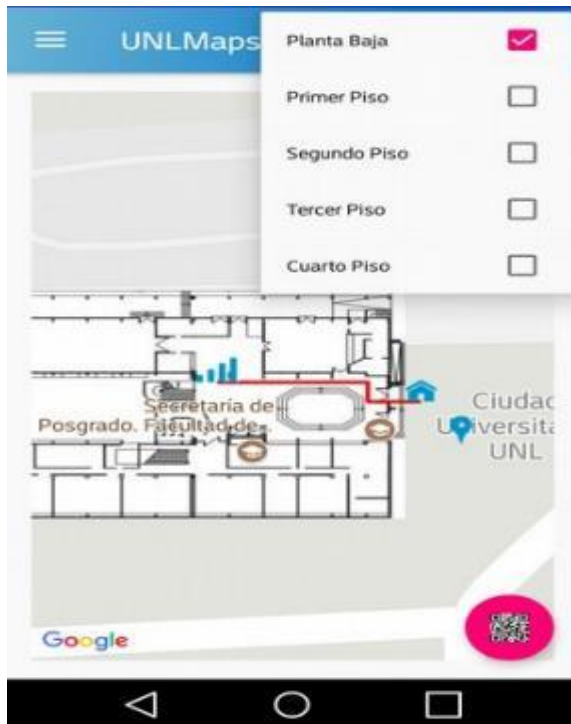 UNLMaps
Planta Baja
Primer Piso
Segundo Piso
Tercer Piso
Cuarto Piso
Secretaría de
Posgrado. Facultad de..
Ciudad
Universita
UNL
Google